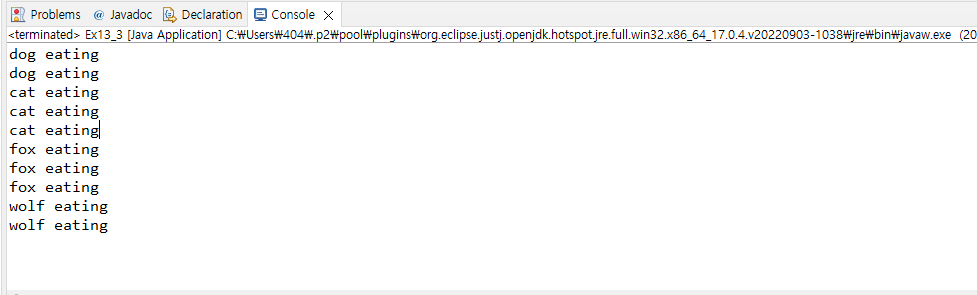 Problems @ Javadoc Declaration Console
<terminated> Ex13_3 [Java Application] C:₩Users₩404₩.p2₩pool₩plugins₩org.eclipse.justj.openjdk.hotspot.jre.full.win32.x86_64_17.0.4.v20220903-1038₩jre₩bin₩javaw.exe (20
dog eating
dog eating
cat eating
cat eating
cat eating
fox eating
fox eating
fox eating
wolf eating
wolf eating